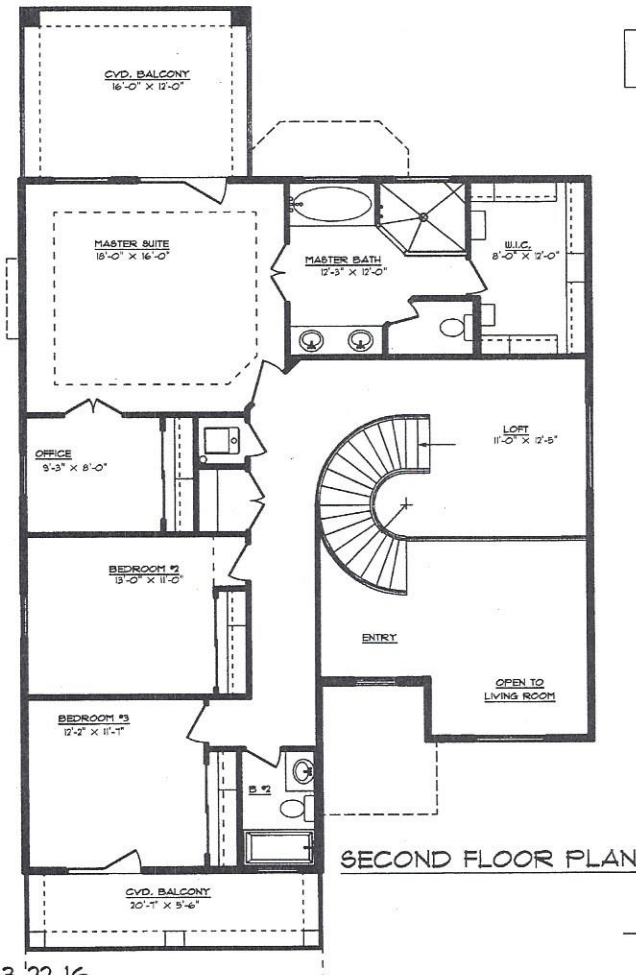 CVD. BALCONY
16'-0" X 12'-0"
MASTER SUITE
18'-0" X 16'-0"
MASTER BATH
12'-3" X 12'-0"
W.I.C.
8'-0" X 12'-0"
OFFICE
9'-3" X 8'-0"
LOFT
11'-0" X 12'-5"
BEDROOM #2
13'-0" X 11'-0"
ENTRY
OPEN TO
LIVING ROOM
BEDROOM #3
12'-2" X 11'-7"
B #2
SECOND FLOOR PLAN
CVD. BALCONY
20'-7" X 5'-6"